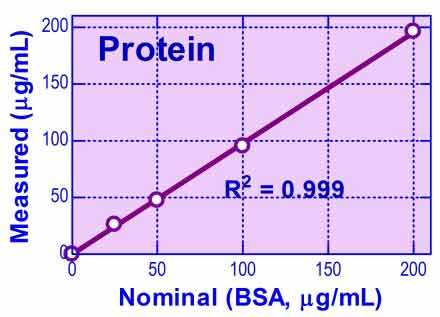 Protein
Measured (μg/mL)
200
150
100
50
0
R² = 0.999
0 50 100 150 200
Nominal (BSA, μg/mL)